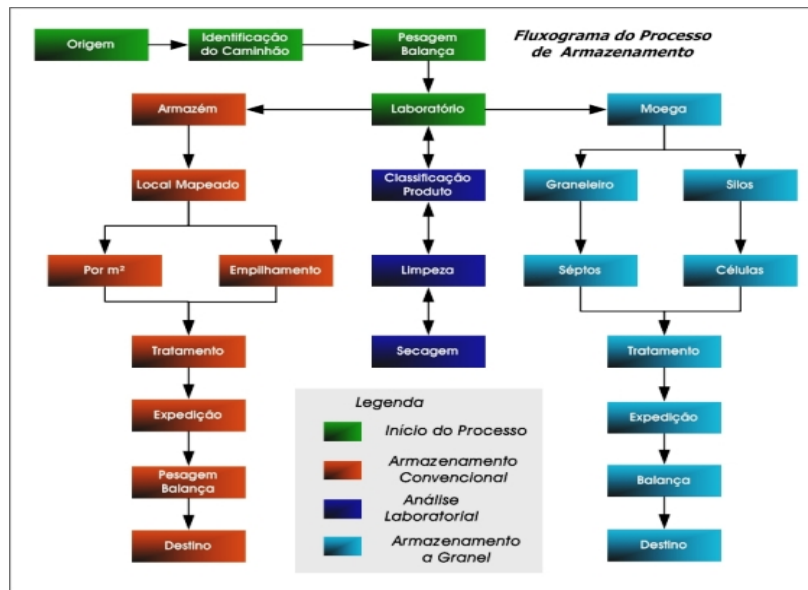 Fluxograma do Processo
de Armazenamento
Origem
Identificação
do Caminhão
Pesagem
Balança
Armazém
Laboratório
Moega
Local Mapeado
Classificação
Produto
Graneleiro
Silos
Por m²
Empilhamento
Limpeza
Séptos
Células
Tratamento
Secagem
Tratamento
Expedição
Expedição
Pesagem
Balança
Balança
Destino
Destino
Legenda
Início do Processo
Armazenamento
Convencional
Análise
Laboratorial
Armazenamento
a Granel